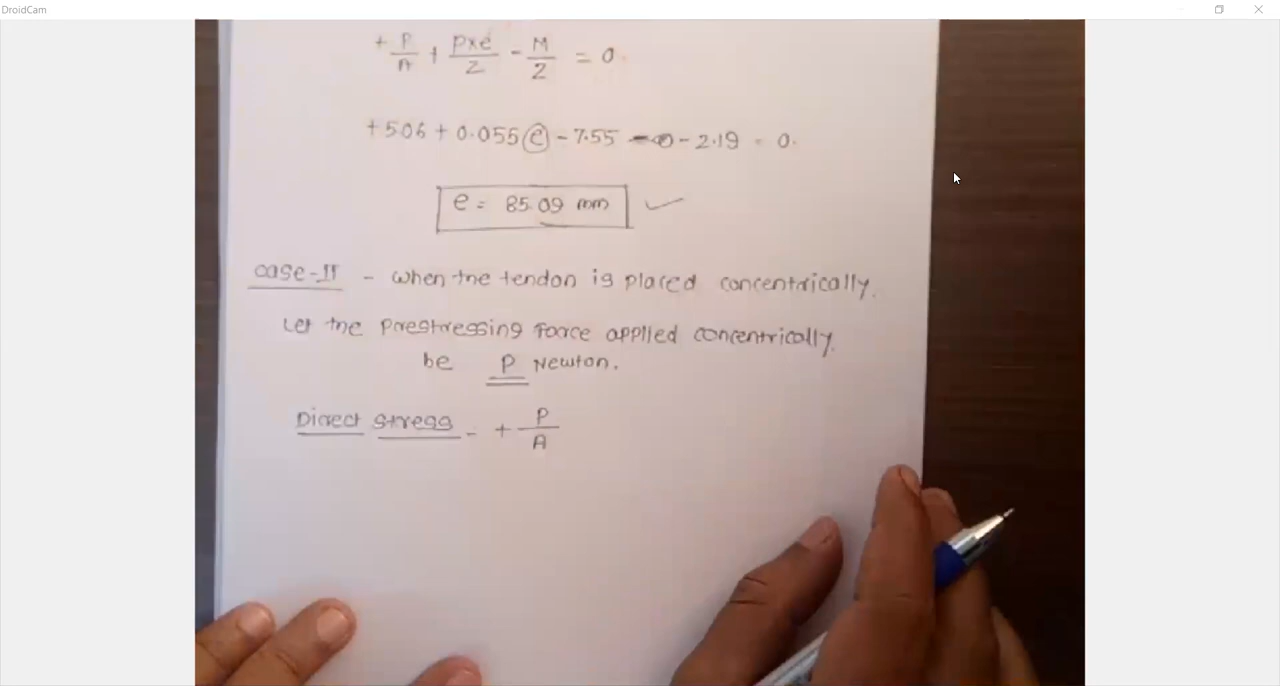 DroidCam
+ P/A + P×e/Z - M/Z = 0.
+5.06 + 0.055 e - 7.55 - 2.19 = 0.
e = 85.09 mm ✓
case-II - when the tendon is placed concentrically.
Let the Prestressing force applied concentrically
be P Newton.
Direct stress = + P/A